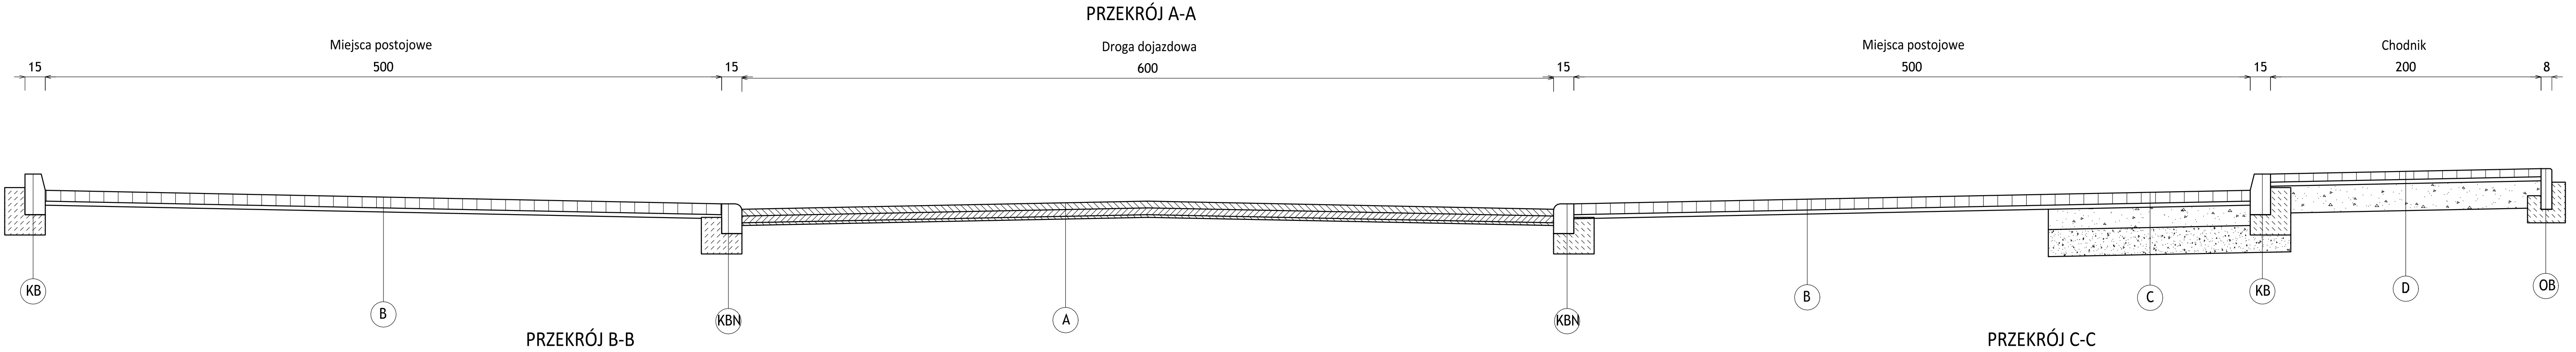 PRZEKRÓJ A-A
Miejsca postojowe Droga dojazdowa Miejsca postojowe Chodnik
15 500 15 600 15 500 15 200 8
KB B KBN A KBN B C KB D OB
PRZEKRÓJ B-B PRZEKRÓJ C-C